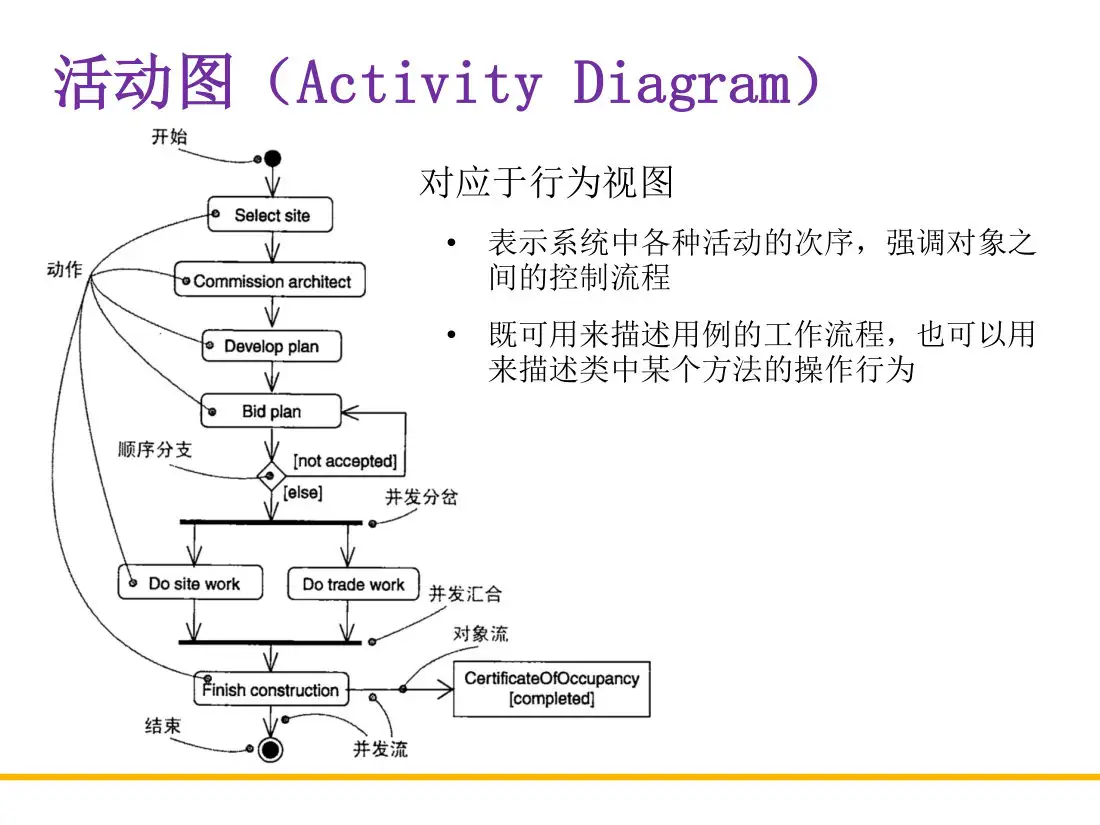 活动图（Activity Diagram）
开始
对应于行为视图
Select site
• 表示系统中各种活动的次序，强调对象之
间的控制流程
动作
Commission architect
• 既可用来描述用例的工作流程，也可以用
来描述类中某个方法的操作行为
Develop plan
Bid plan
顺序分支
[not accepted]
[else]
并发分岔
Do site work
Do trade work
并发汇合
对象流
CertificateOfOccupancy
[completed]
Finish construction
结束
并发流